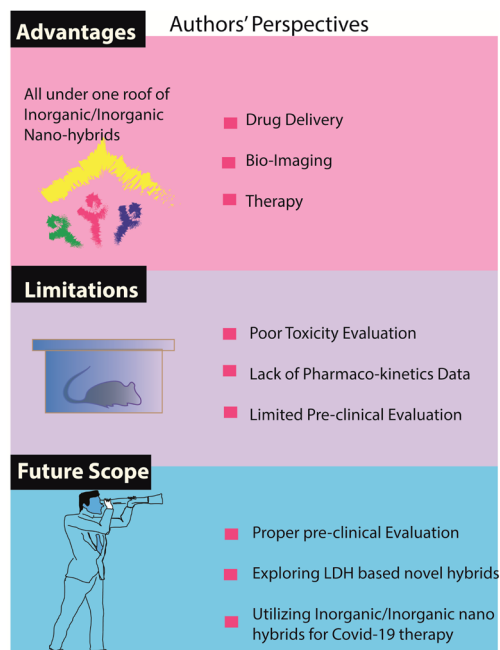 Authors' Perspectives
Advantages
All under one roof of
Inorganic/Inorganic
Nano-hybrids
Drug Delivery
Bio-Imaging
Therapy
Limitations
Poor Toxicity Evaluation
Lack of Pharmaco-kinetics Data
Limited Pre-clinical Evaluation
Future Scope
Proper pre-clinical Evaluation
Exploring LDH based novel hybrids
Utilizing Inorganic/Inorganic nano
hybrids for Covid-19 therapy